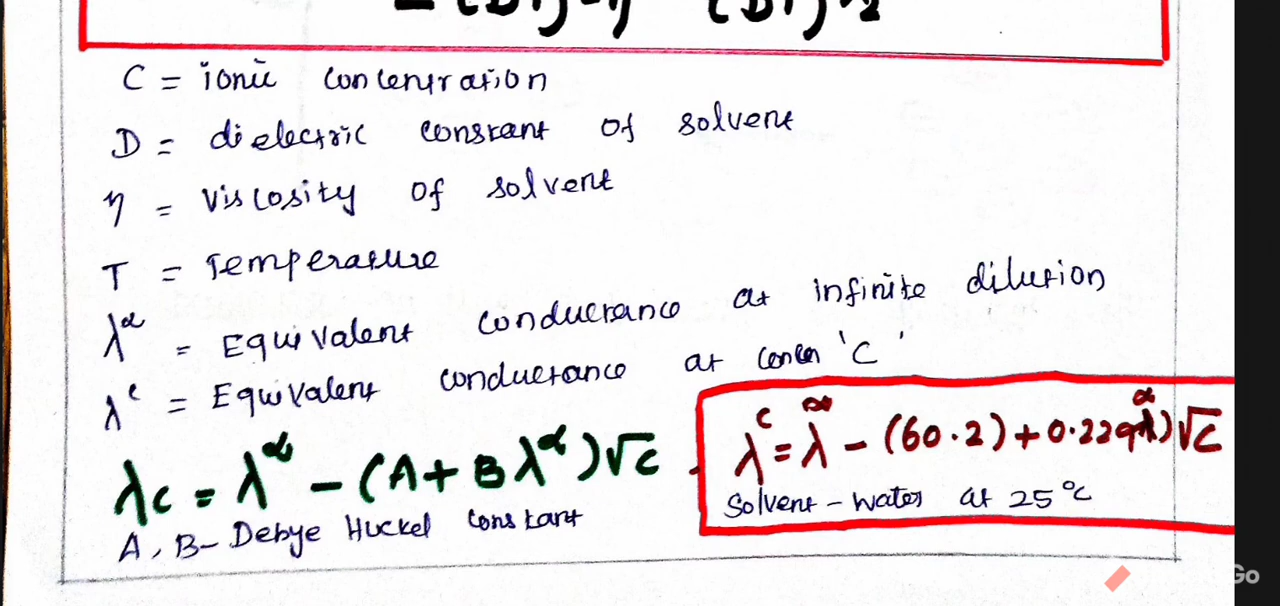 C = ionic concentration
D = dielectric constant of solvent
η = Viscosity of solvent
T = Temperature
λ^α = Equivalent conductance at infinite dilution
λ^c = Equivalent conductance at concn 'C'
λc = λ^α - (A + Bλ^α)√c
A, B - Debye Huckel constant
λ^c = λ^∞ - (60.2) + 0.229λ^α)√c
Solvent - water at 25°c
Go